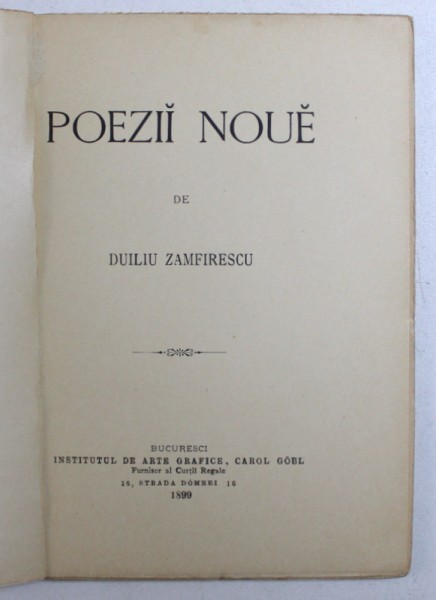 POEZIĬ NOUĔ
DE
DUILIU ZAMFIRESCU
BUCURESCI
INSTITUTUL DE ARTE GRAFICE, CAROL GÖBL
Furnisor al Curții Regale
16, STRADA DÓMNEI 16
1899